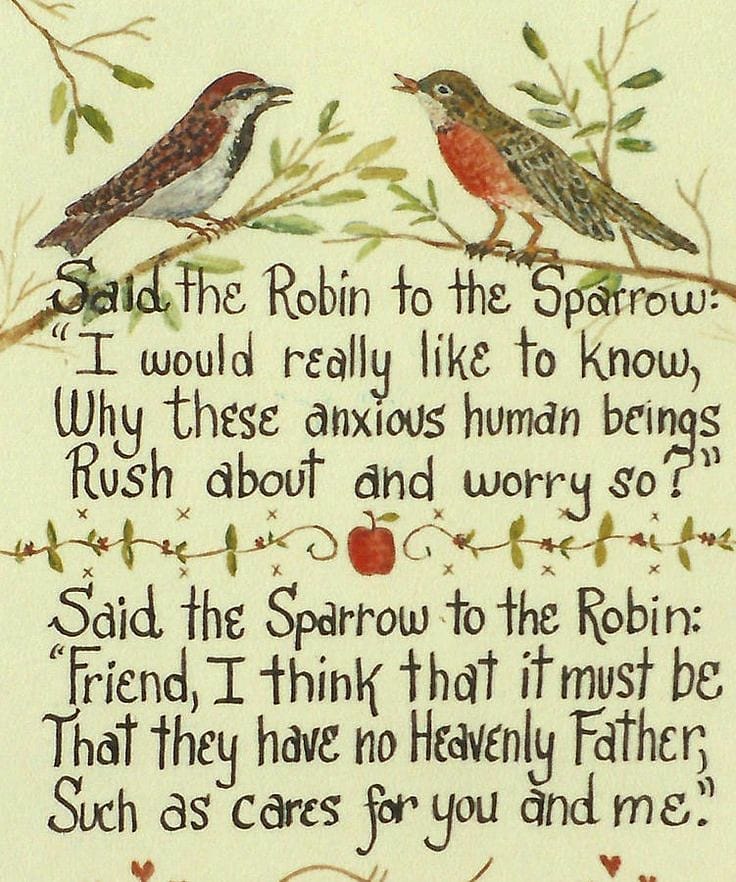 Said the Robin to the Sparrow:
"I would really like to know,
Why these anxious human beings
Rush about and worry so?"
Said the Sparrow to the Robin:
"Friend, I think that it must be
That they have no Heavenly Father,
Such as cares for you and me."